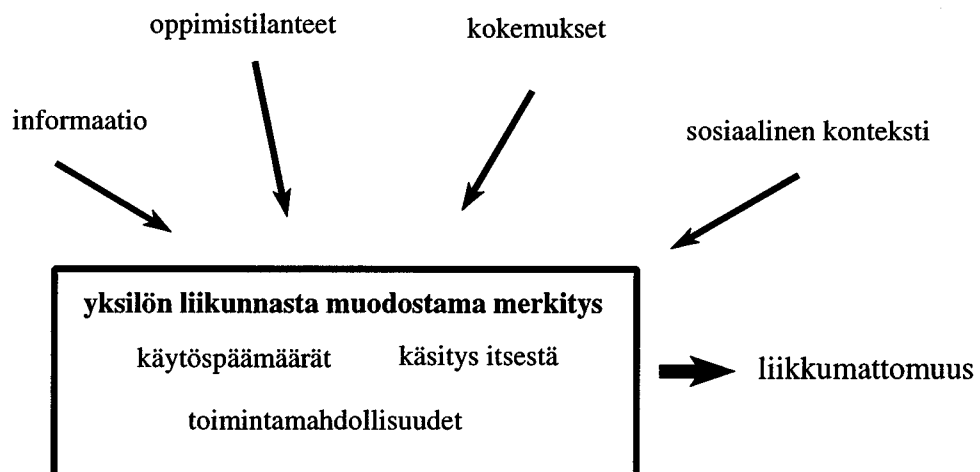 oppimistilanteet
kokemukset
informaatio
sosiaalinen konteksti
yksilön liikunnasta muodostama merkitys
käytöspäämäärät
käsitys itsestä
liikkumattomuus
toimintamahdollisuudet